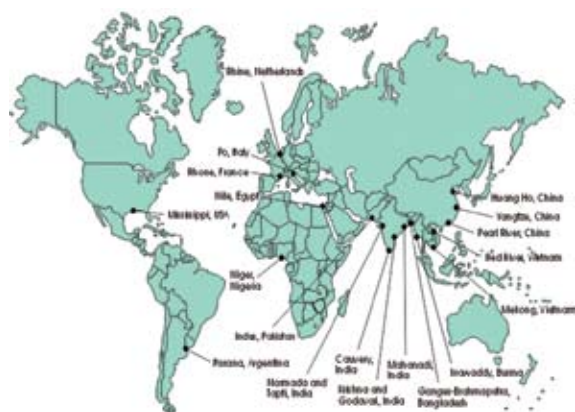 Rhine, Netherlands
Po, Italy
Rhone, France
Nile, Egypt
Mississippi, USA
Niger,
Nigeria
Indus, Pakistan
Parana, Argentina
Narmada and
Tapti, India
Cauvery,
India
Krishna and
Godavari, India
Mahanadi,
India
Ganges-Brahmaputra,
Bangladesh
Irrawaddy, Burma
Mekong, Vietnam
Red River, Vietnam
Pearl River, China
Yangtze, China
Huang Ho, China